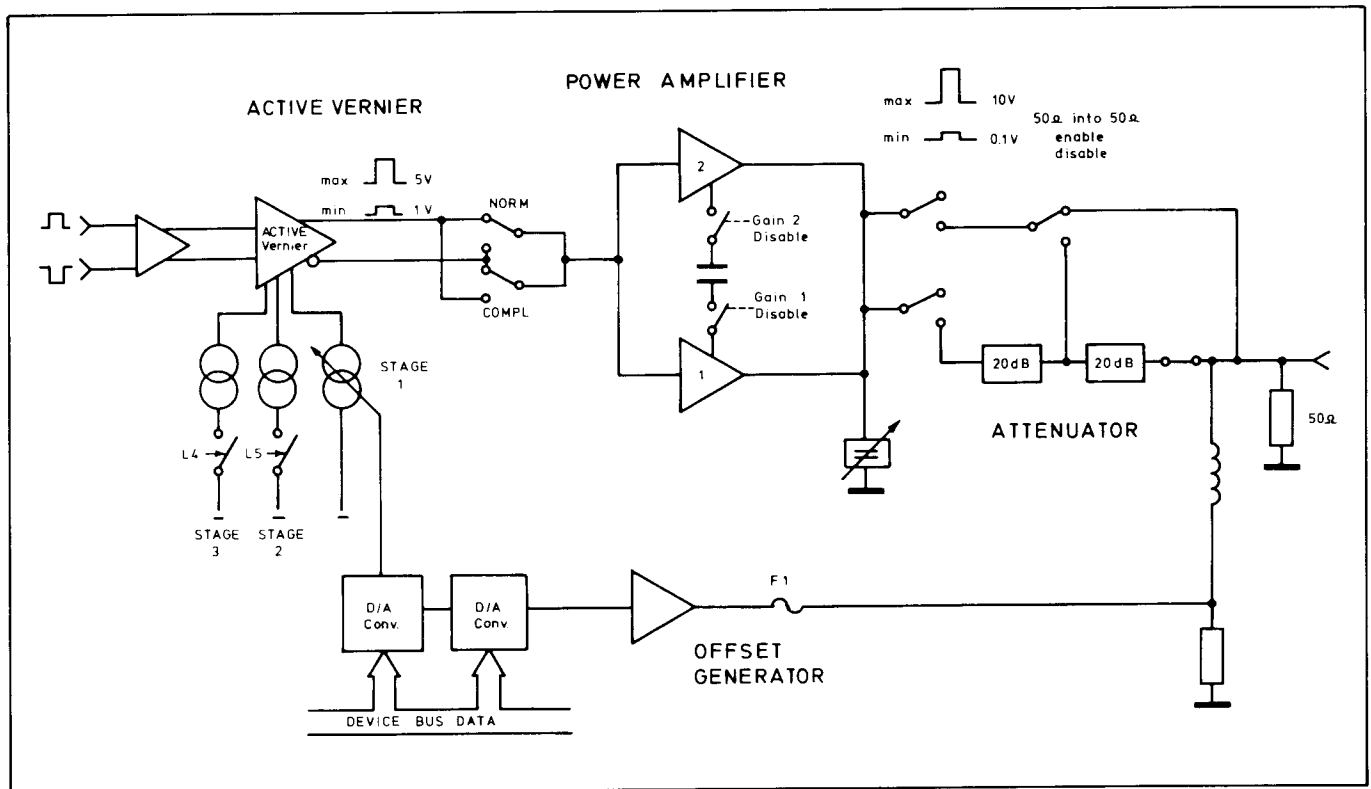 POWER AMPLIFIER
ACTIVE VERNIER
max 10V
min 0.1V
50Ω into 50Ω
enable
disable
max 5V
min 1V
NORM
ACTIVE
Vernier
COMPL
2
Gain 2
Disable
Gain 1
Disable
1
STAGE
1
20dB
20dB
ATTENUATOR
50Ω
L4
L5
STAGE
3
STAGE
2
D/A
Conv.
D/A
Conv.
F1
OFFSET
GENERATOR
DEVICE BUS DATA